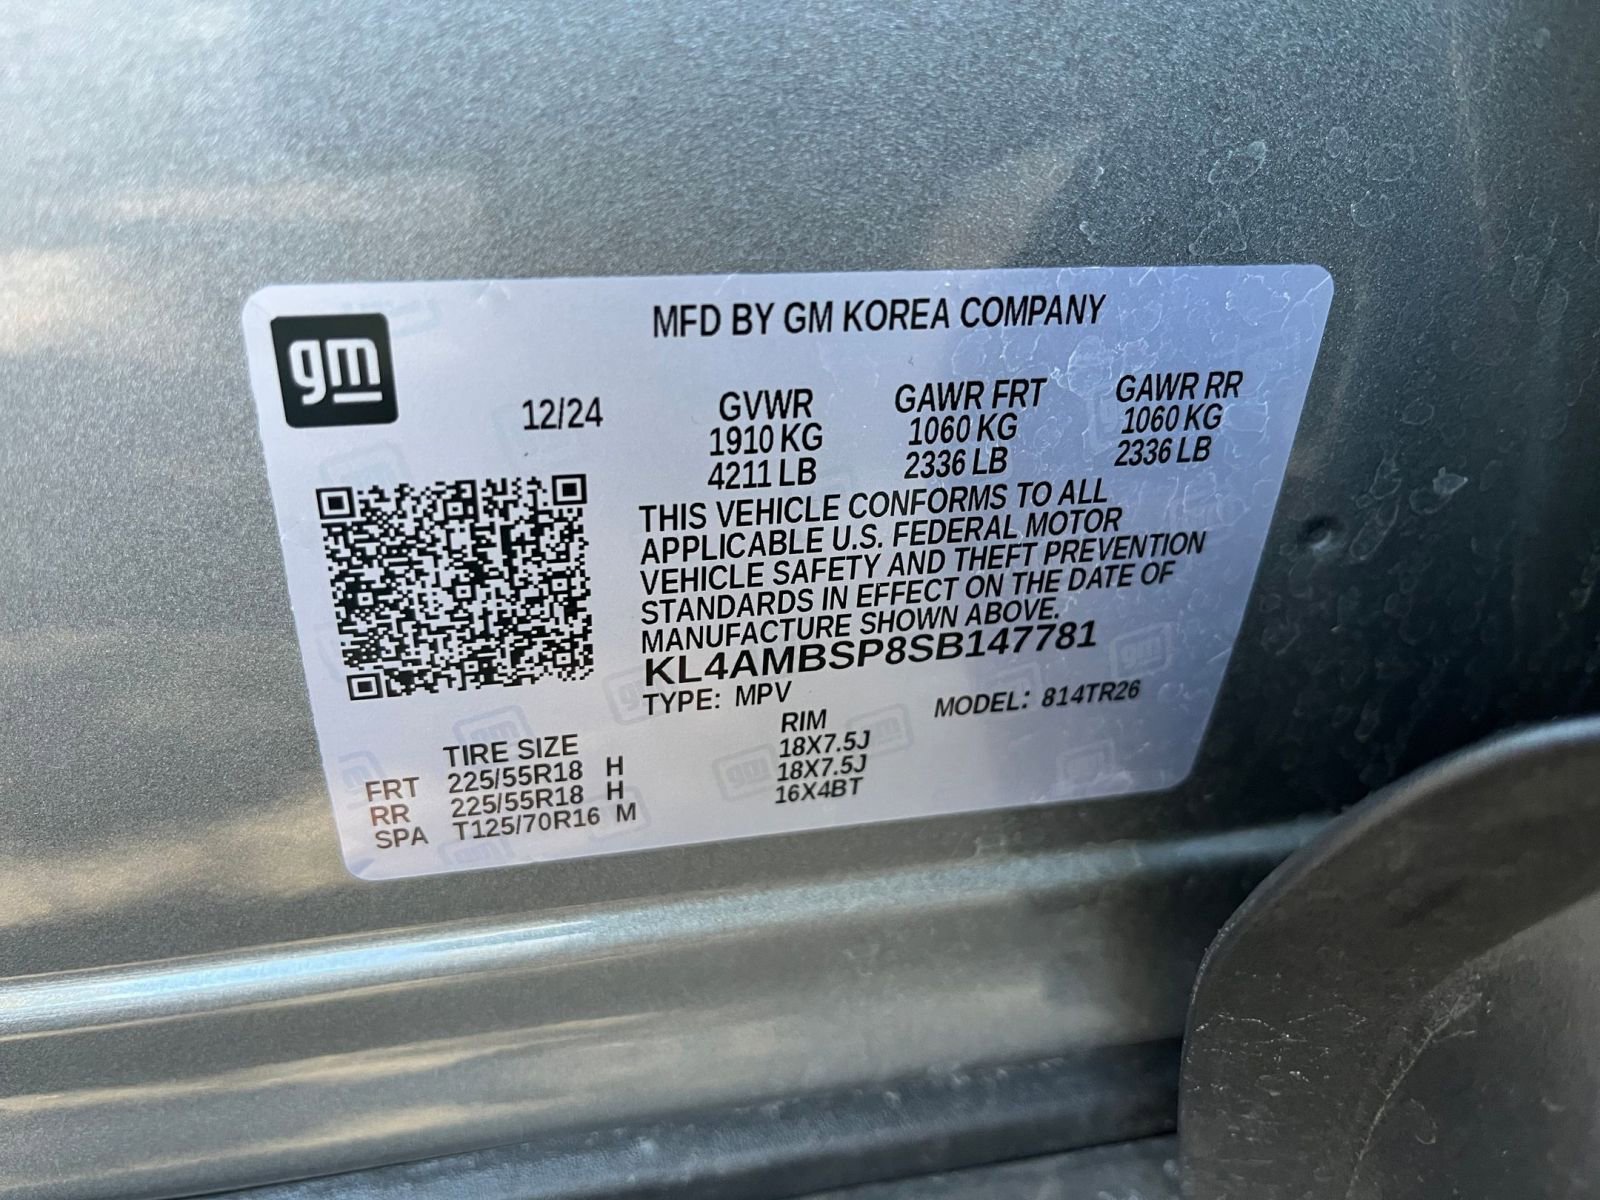 MFD BY GM KOREA COMPANY
gm
12/24
GVWR GAWR FRT GAWR RR
1910 KG 1060 KG 1060 KG
4211 LB 2336 LB 2336 LB
THIS VEHICLE CONFORMS TO ALL
APPLICABLE U.S. FEDERAL MOTOR
VEHICLE SAFETY AND THEFT PREVENTION
STANDARDS IN EFFECT ON THE DATE OF
MANUFACTURE SHOWN ABOVE.
KL4AMBSP8SB147781
TYPE: MPV MODEL: 814TR26
TIRE SIZE RIM
FRT 225/55R18 H 18X7.5J
RR 225/55R18 H 18X7.5J
SPA T125/70R16 M 16X4BT